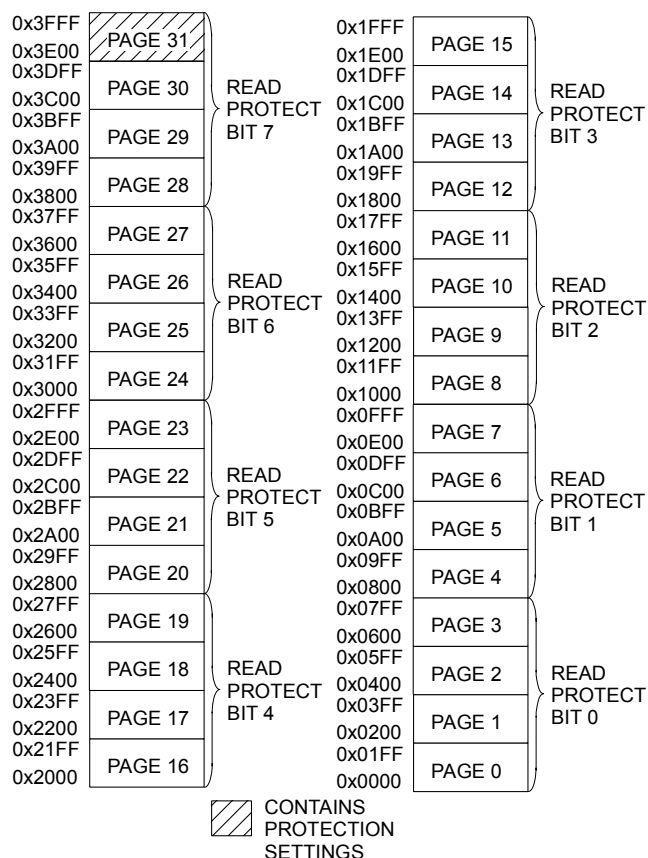 0x3FFF
PAGE 31
0x3E00
0x3DFF
PAGE 30
0x3C00
0x3BFF
PAGE 29
0x3A00
0x39FF
PAGE 28
0x3800
READ
PROTECT
BIT 7
0x37FF
PAGE 27
0x3600
0x35FF
PAGE 26
0x3400
0x33FF
PAGE 25
0x3200
0x31FF
PAGE 24
0x3000
READ
PROTECT
BIT 6
0x2FFF
PAGE 23
0x2E00
0x2DFF
PAGE 22
0x2C00
0x2BFF
PAGE 21
0x2A00
0x29FF
PAGE 20
0x2800
READ
PROTECT
BIT 5
0x27FF
PAGE 19
0x2600
0x25FF
PAGE 18
0x2400
0x23FF
PAGE 17
0x2200
0x21FF
PAGE 16
0x2000
READ
PROTECT
BIT 4
0x1FFF
PAGE 15
0x1E00
0x1DFF
PAGE 14
0x1C00
0x1BFF
PAGE 13
0x1A00
0x19FF
PAGE 12
0x1800
READ
PROTECT
BIT 3
0x17FF
PAGE 11
0x1600
0x15FF
PAGE 10
0x1400
0x13FF
PAGE 9
0x1200
0x11FF
PAGE 8
0x1000
READ
PROTECT
BIT 2
0x0FFF
PAGE 7
0x0E00
0x0DFF
PAGE 6
0x0C00
0x0BFF
PAGE 5
0x0A00
0x09FF
PAGE 4
0x0800
READ
PROTECT
BIT 1
0x07FF
PAGE 3
0x0600
0x05FF
PAGE 2
0x0400
0x03FF
PAGE 1
0x0200
0x01FF
PAGE 0
0x0000
READ
PROTECT
BIT 0
CONTAINS
PROTECTION
SETTINGS